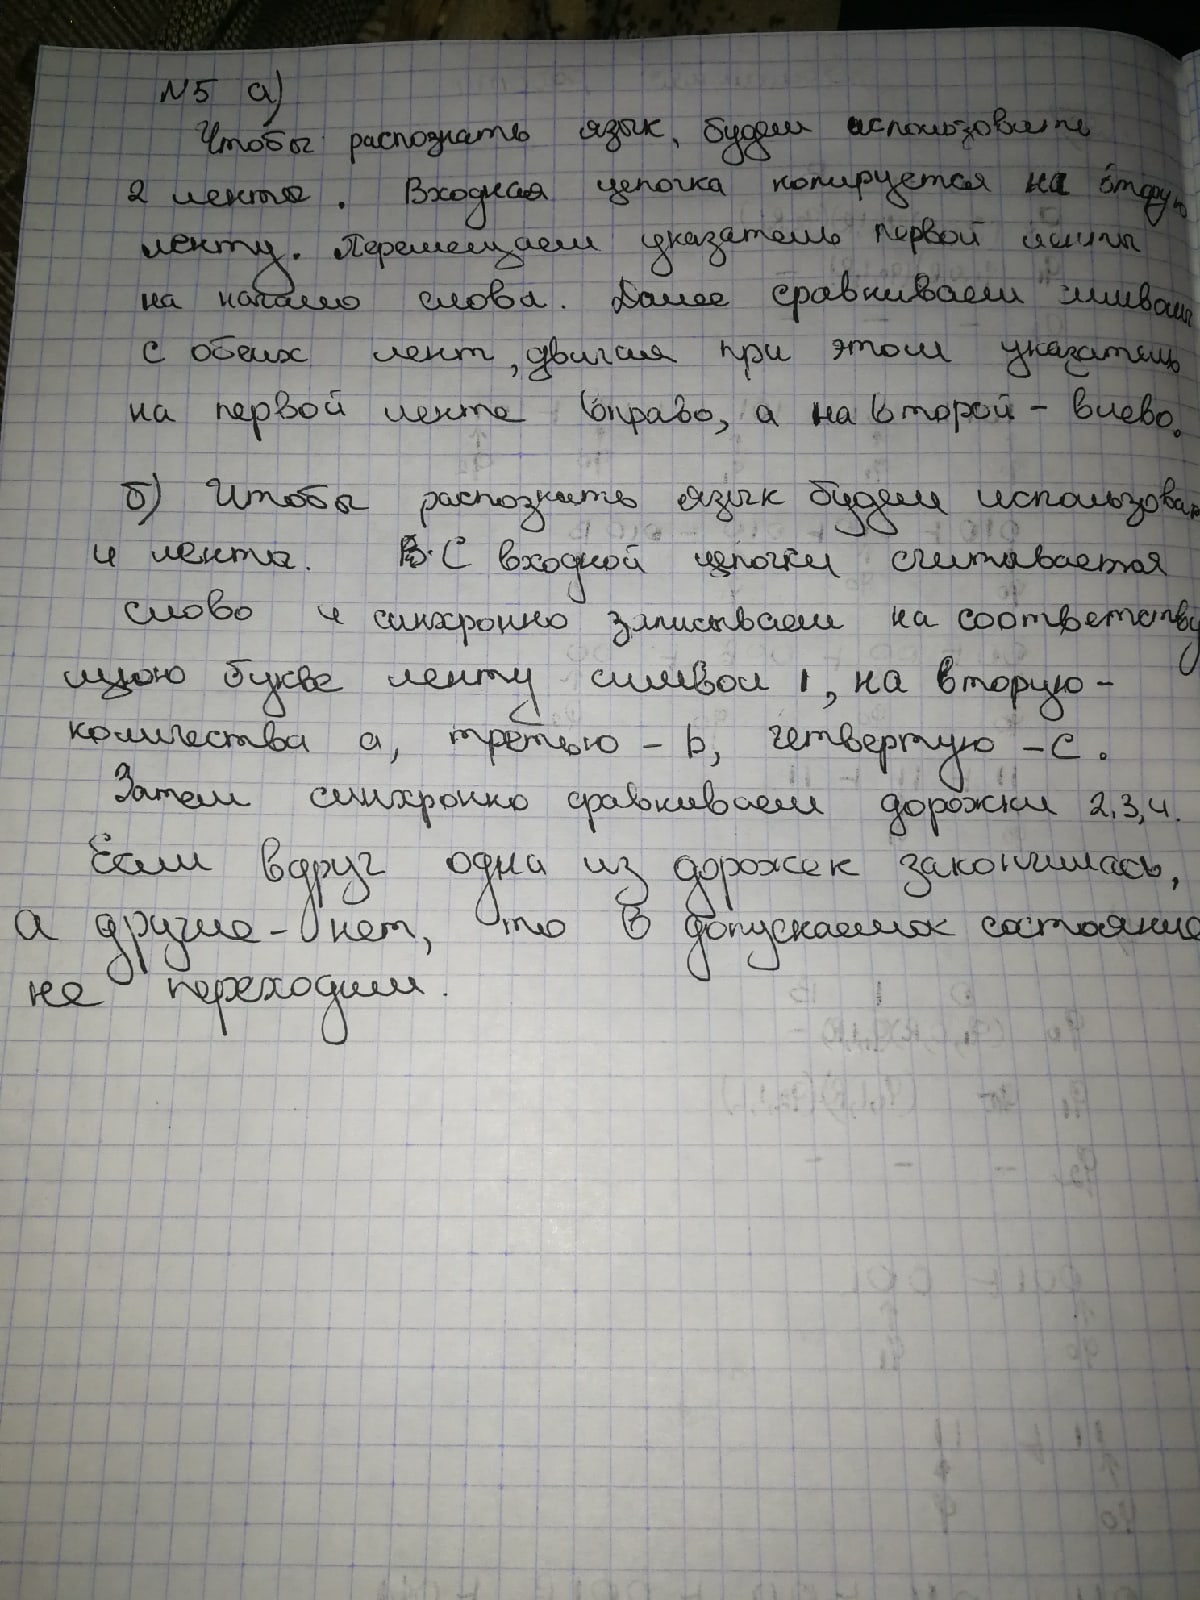 N5 а)
Чтобы распознать язык, будем использовать
2 ленты. Входная цепочка копируется на вторую
ленту. Перемещаем указатель первой ленты
на начало слова. Далее сравниваем символы
с обеих лент, двигая при этом указатель
на первой ленте вправо, а на второй - влево.
б) Чтобы распознать язык будем использовать
4 ленты. С входной цепочки считывается
слово и синхронно записываем на соответству
ющую букве ленту символ 1, на вторую -
количества а, третью - b, четвертую - c.
Затем синхронно сравниваем дорожки 2,3,4.
Если вдруг одна из дорожек закончилась,
а другие - нет, то в допускаемое состояние
не переходим.